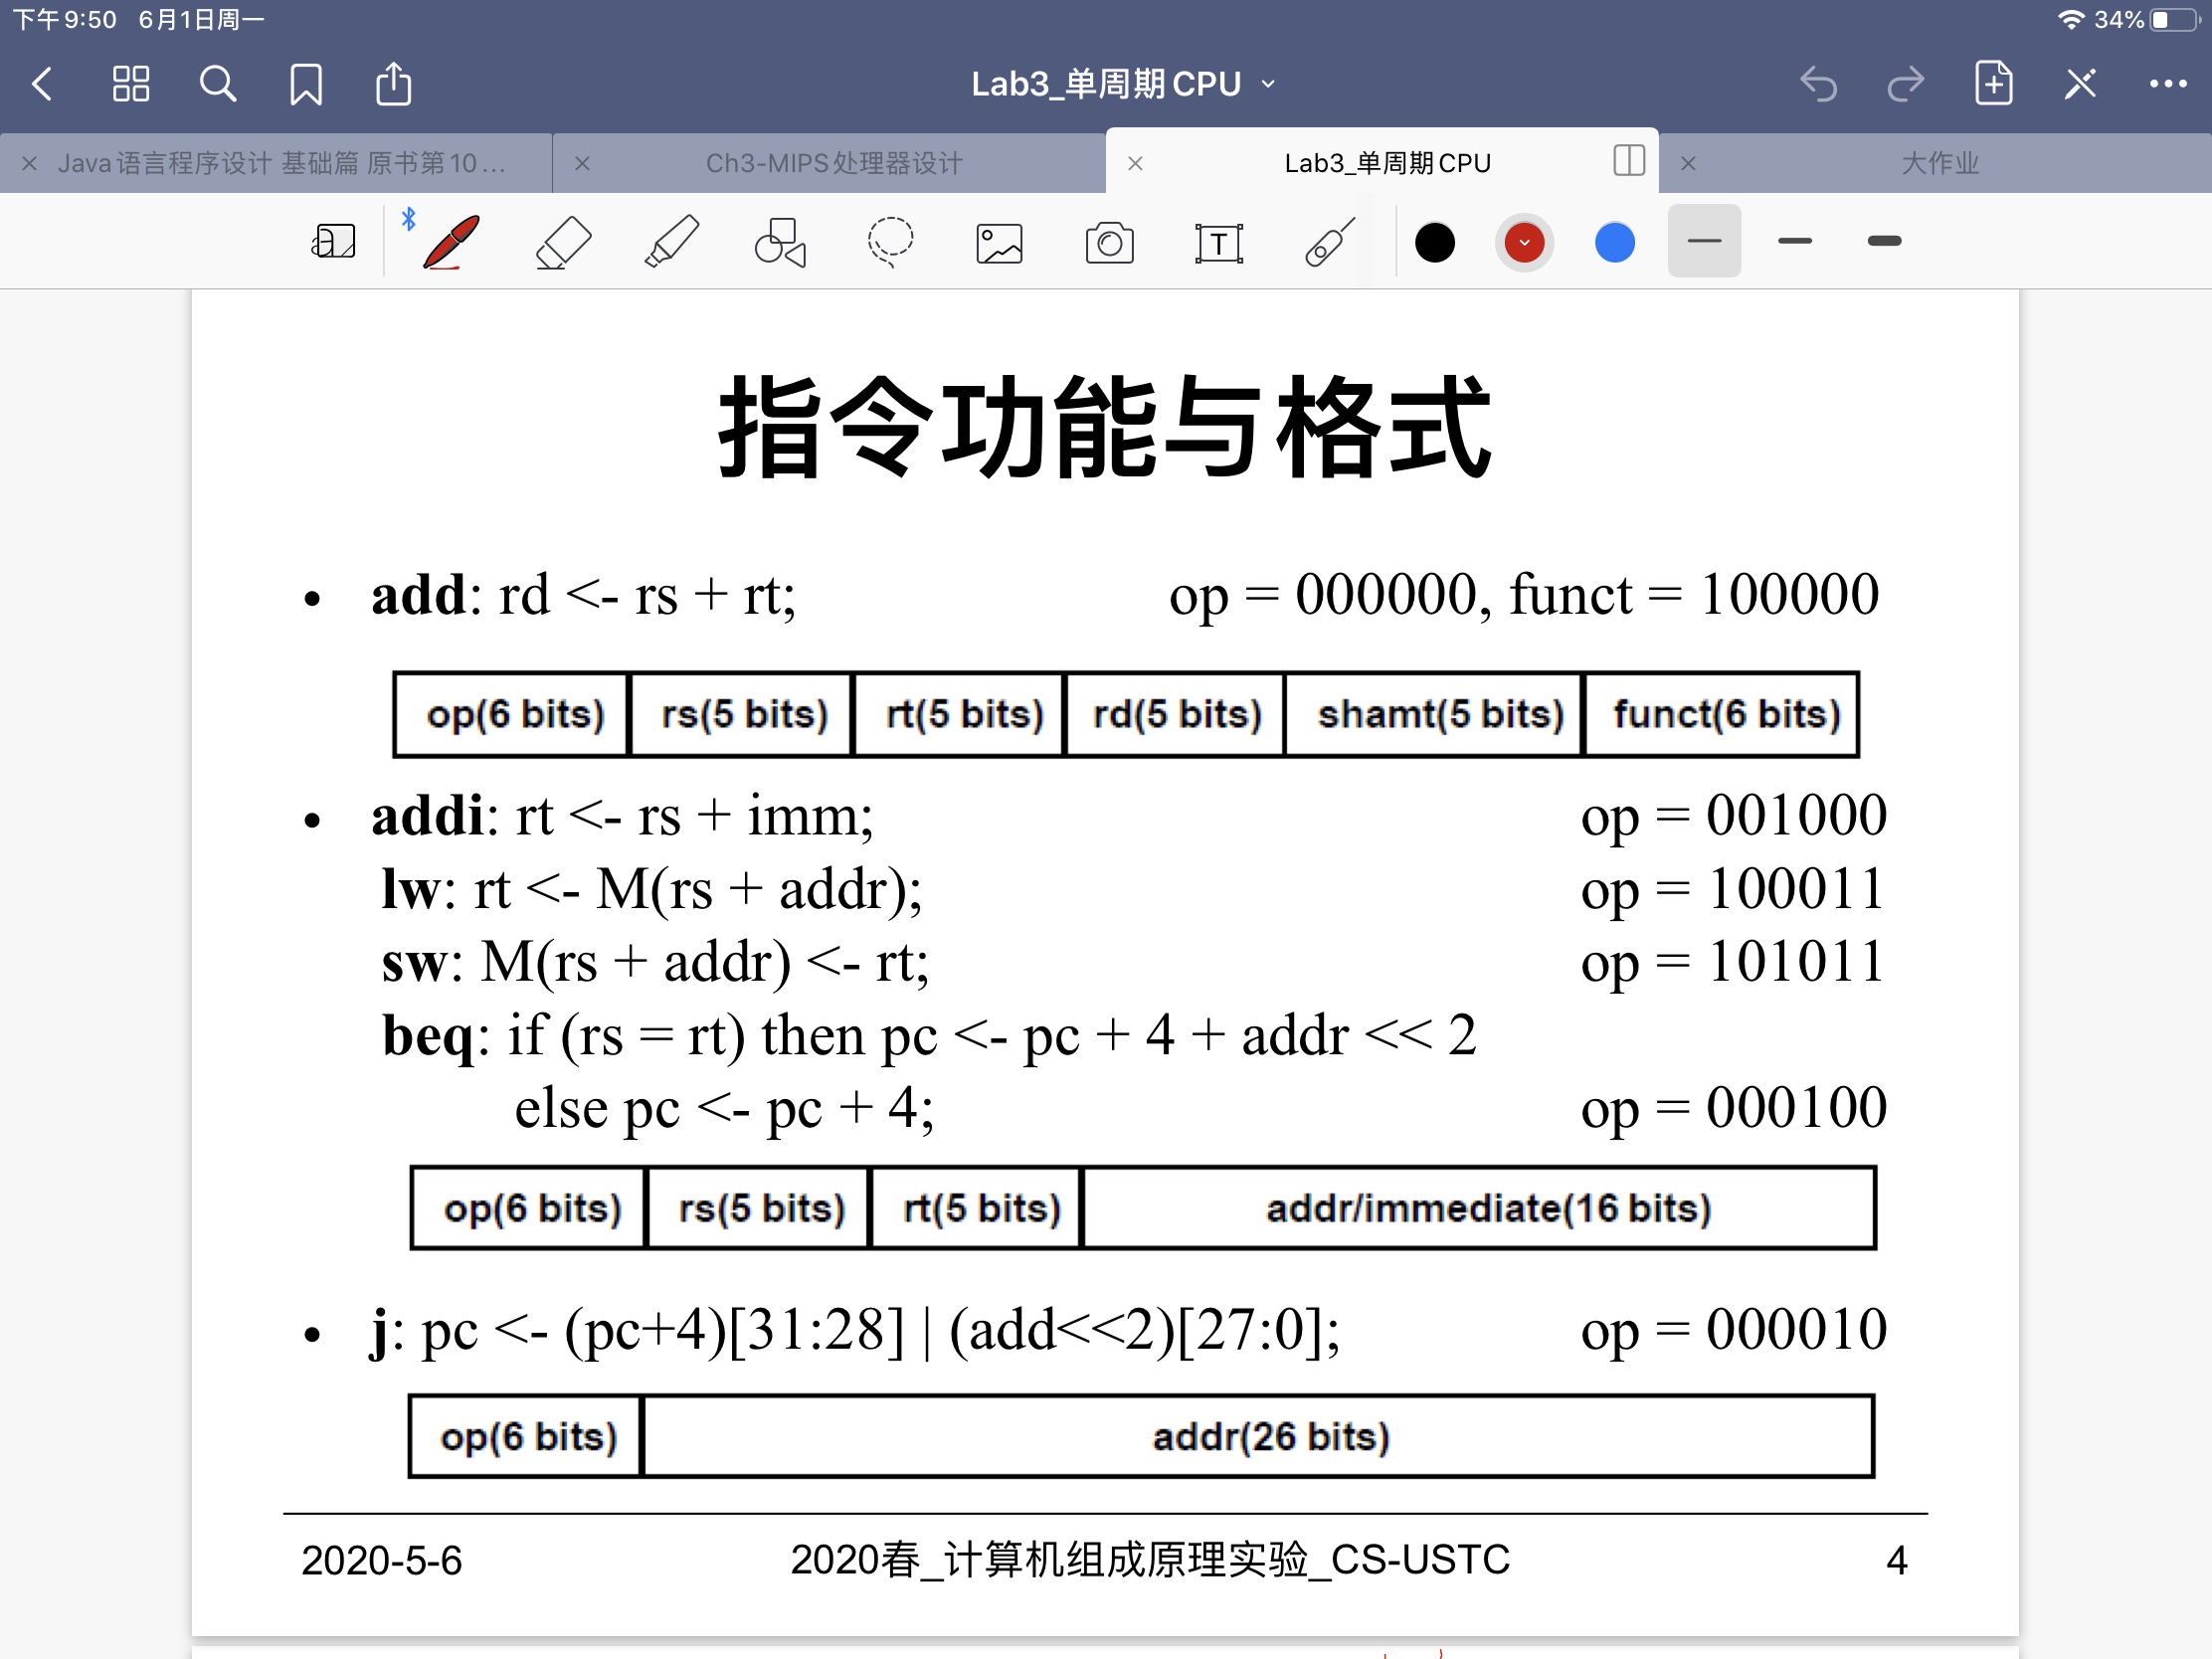 下午9:50 6月1日周一 34%
Lab3_单周期CPU
Java语言程序设计 基础篇 原书第10... Ch3-MIPS处理器设计 Lab3_单周期CPU 大作业
指令功能与格式
• add: rd <- rs + rt; op = 000000, funct = 100000
op(6 bits) rs(5 bits) rt(5 bits) rd(5 bits) shamt(5 bits) funct(6 bits)
• addi: rt <- rs + imm; op = 001000
lw: rt <- M(rs + addr); op = 100011
sw: M(rs + addr) <- rt; op = 101011
beq: if (rs = rt) then pc <- pc + 4 + addr << 2
else pc <- pc + 4; op = 000100
op(6 bits) rs(5 bits) rt(5 bits) addr/immediate(16 bits)
• j: pc <- (pc+4)[31:28] | (add<<2)[27:0]; op = 000010
op(6 bits) addr(26 bits)
2020-5-6 2020春_计算机组成原理实验_CS-USTC 4